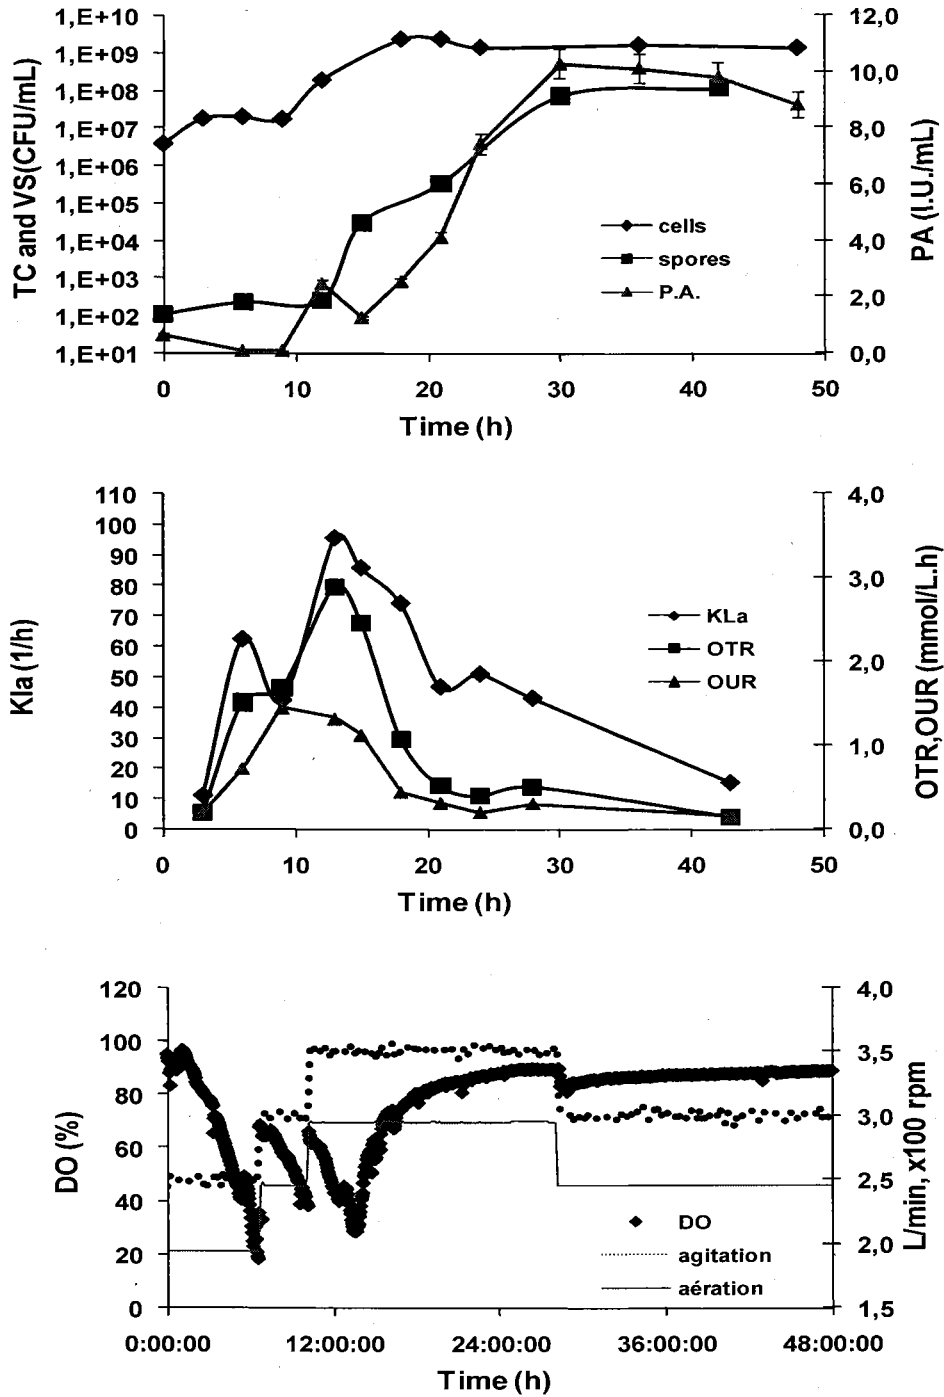 1,E+10
1,E+09
1,E+08
1,E+07
1,E+06
1,E+05
1,E+04
1,E+03
1,E+02
1,E+01
TC and VS(CFU/mL)
12,0
10,0
8,0
6,0
4,0
2,0
0,0
PA (I.U./mL)
cells
spores
P.A.
0 10 20 30 40 50
Time (h)
110
100
90
80
70
60
50
40
30
20
10
0
Kla (1/h)
4,0
3,0
2,0
1,0
0,0
OTR,OUR (mmol/L.h)
KLa
OTR
OUR
0 10 20 30 40 50
Time (h)
120
100
80
60
40
20
0
DO (%)
4,0
3,5
3,0
2,5
2,0
1,5
L/min, x100 rpm
DO
agitation
aération
0:00:00 12:00:00 24:00:00 36:00:00 48:00:00
Time (h)